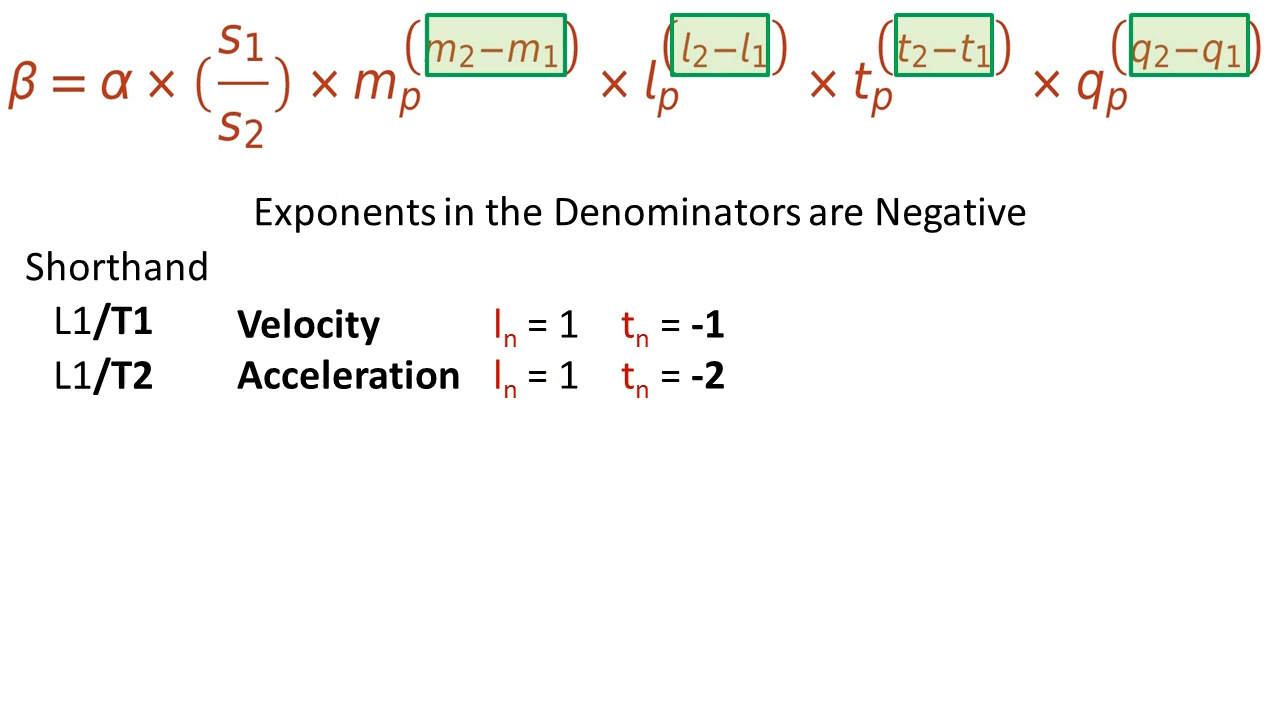 β = α × (s₁/s₂) × mₚ^(m₂−m₁) × lₚ^(l₂−l₁) × tₚ^(t₂−t₁) × qₚ^(q₂−q₁)
Exponents in the Denominators are Negative
Shorthand
L1/T1 Velocity lₙ = 1 tₙ = -1
L1/T2 Acceleration lₙ = 1 tₙ = -2